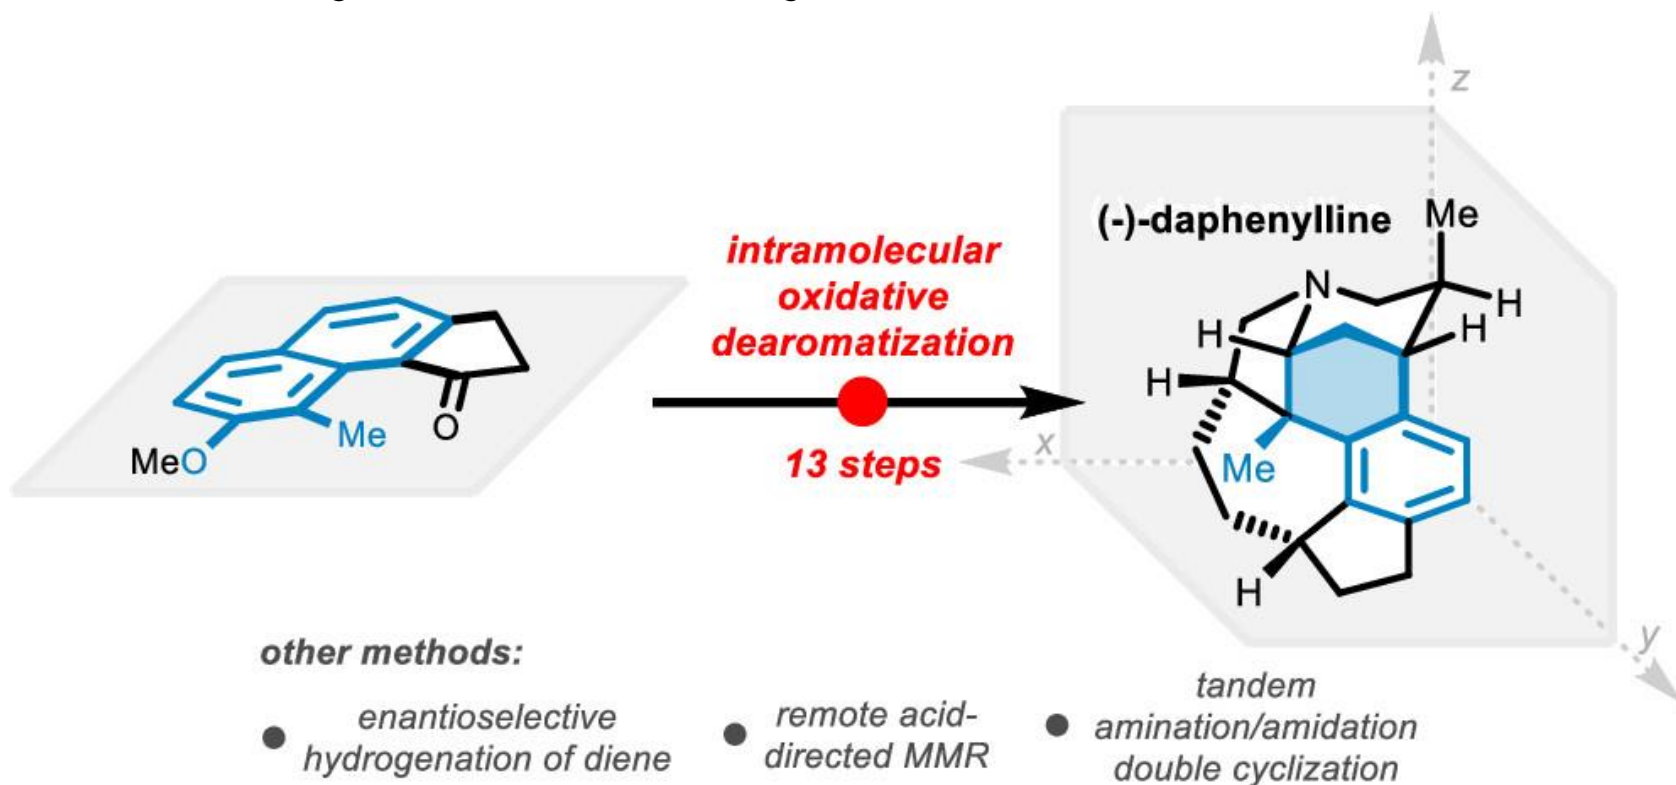 z
(-)-daphenylline
Me
intramolecular
oxidative
dearomatization
N
H
H
H
H
Me
O
MeO
13 steps
x
Me
H
y
other methods:
enantioselective
hydrogenation of diene
remote acid-
directed MMR
tandem
amination/amidation
double cyclization